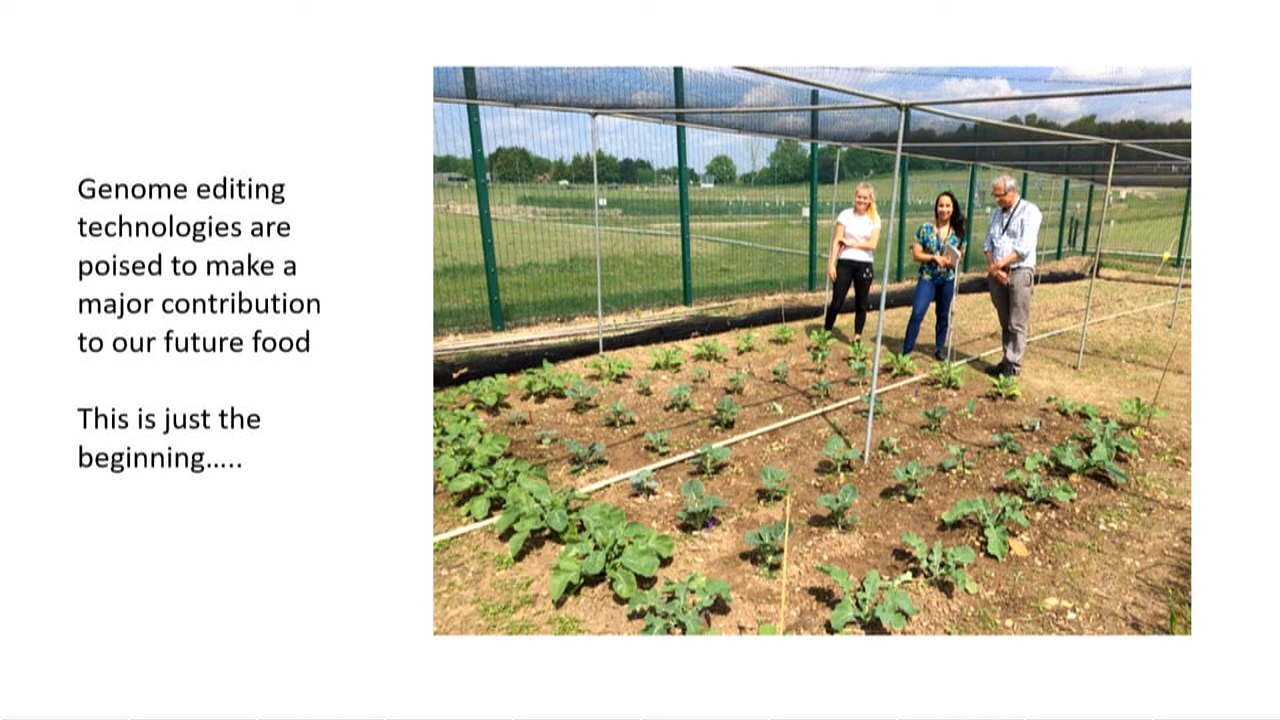 Genome editing
technologies are
poised to make a
major contribution
to our future food
This is just the
beginning…..